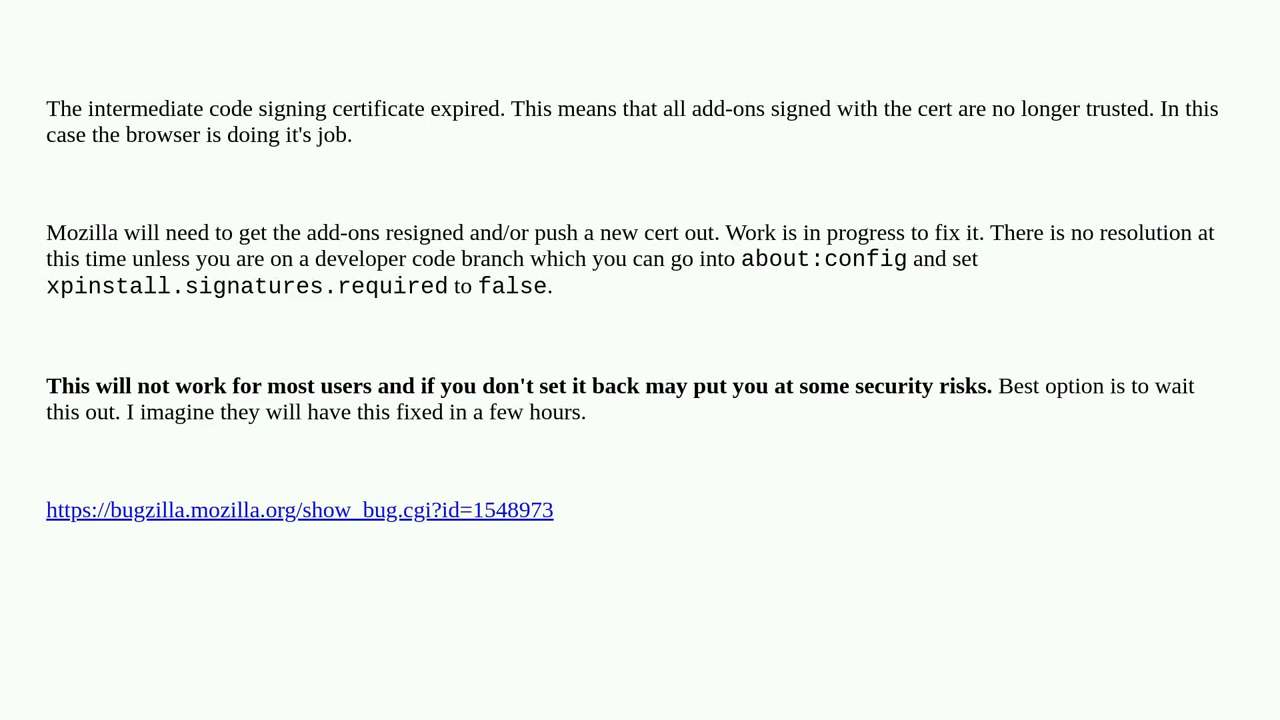 The intermediate code signing certificate expired. This means that all add-ons signed with the cert are no longer trusted. In this
case the browser is doing it's job.
Mozilla will need to get the add-ons resigned and/or push a new cert out. Work is in progress to fix it. There is no resolution at
this time unless you are on a developer code branch which you can go into about:config and set
xpinstall.signatures.required to false.
This will not work for most users and if you don't set it back may put you at some security risks. Best option is to wait
this out. I imagine they will have this fixed in a few hours.
https://bugzilla.mozilla.org/show_bug.cgi?id=1548973